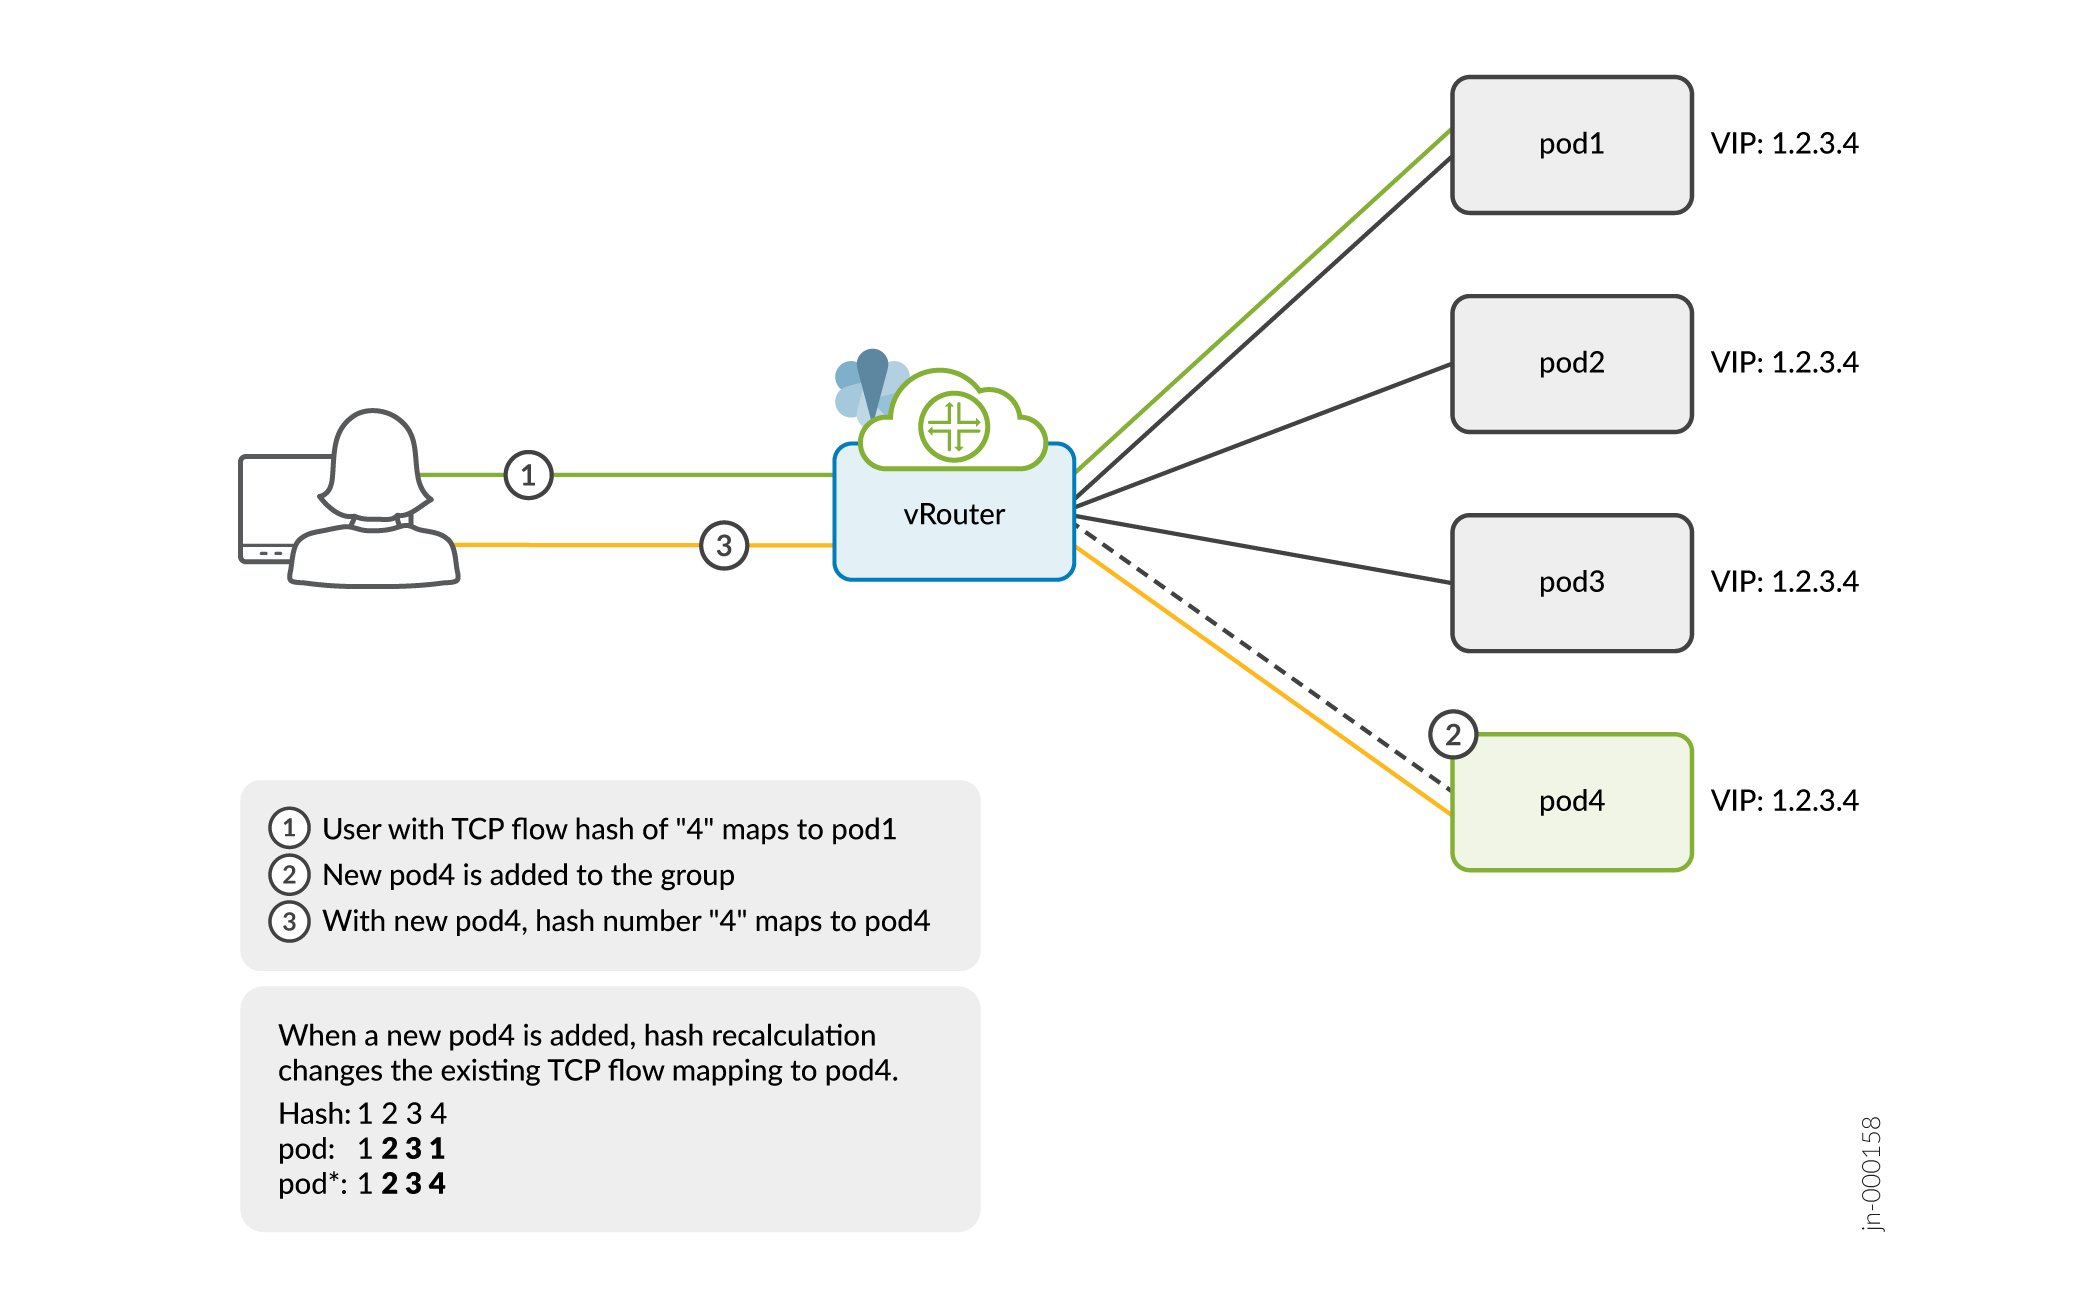 pod1
VIP: 1.2.3.4
pod2
VIP: 1.2.3.4
1
vRouter
3
pod3
VIP: 1.2.3.4
2
pod4
VIP: 1.2.3.4
1 User with TCP flow hash of "4" maps to pod1
2 New pod4 is added to the group
3 With new pod4, hash number "4" maps to pod4
When a new pod4 is added, hash recalculation
changes the existing TCP flow mapping to pod4.
Hash: 1 2 3 4
pod: 1 2 3 1
pod*: 1 2 3 4
jn-000158